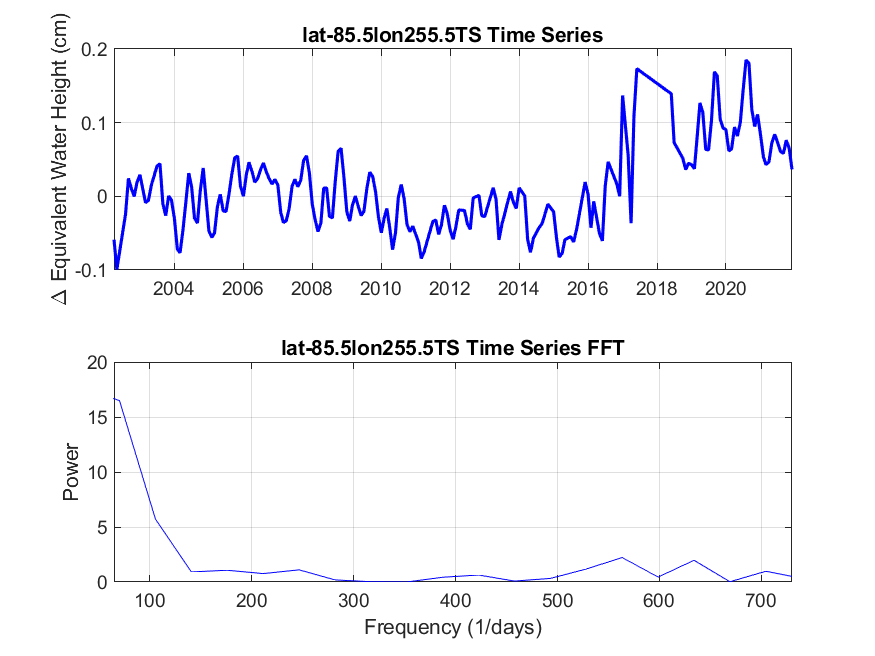 lat-85.5lon255.5TS Time Series
Δ Equivalent Water Height (cm)
0.2
0.1
0
-0.1
2004 2006 2008 2010 2012 2014 2016 2018 2020
lat-85.5lon255.5TS Time Series FFT
Power
20
15
10
5
0
100 200 300 400 500 600 700
Frequency (1/days)